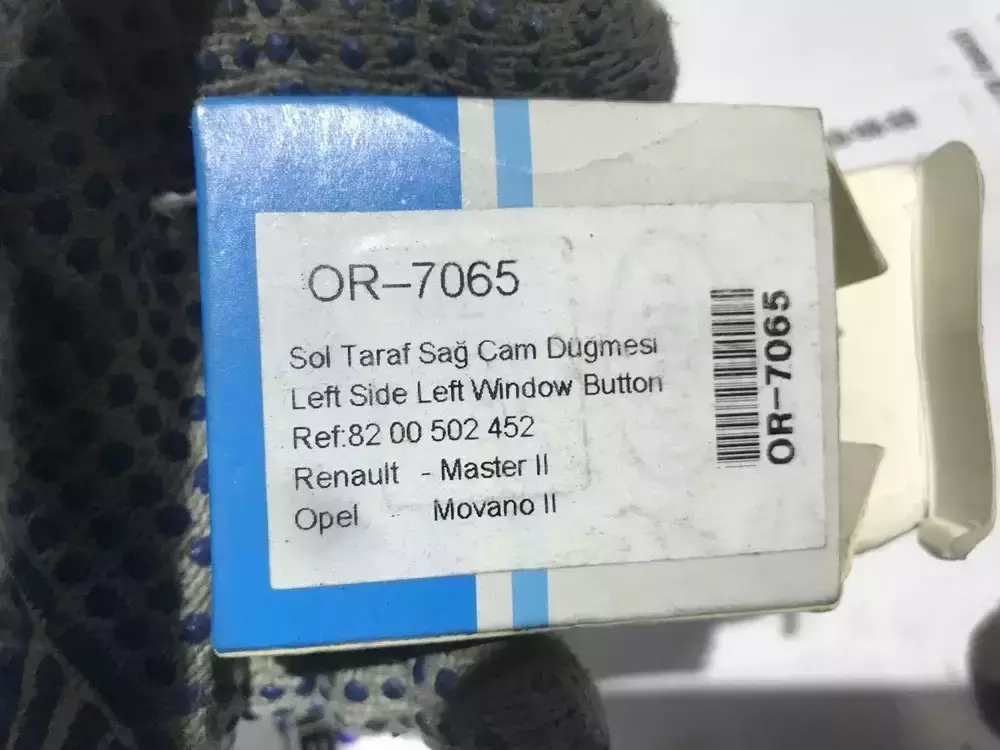 OR–7065
Sol Taraf Sağ Cam Düğmesi
Left Side Left Window Button
Ref:82 00 502 452
Renault - Master II
Opel - Movano II
OR–7065